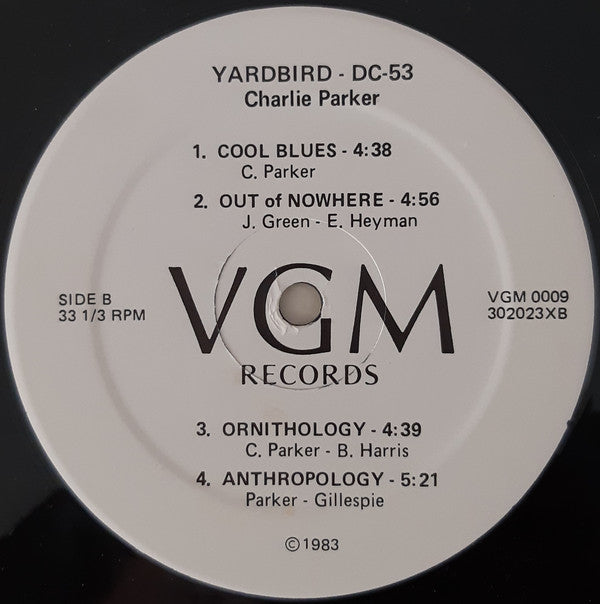 YARDBIRD - DC-53
Charlie Parker
1. COOL BLUES - 4:38
C. Parker
2. OUT of NOWHERE - 4:56
J. Green - E. Heyman
SIDE B
33 1/3 RPM
VGM
RECORDS
VGM 0009
302023XB
3. ORNITHOLOGY - 4:39
C. Parker - B. Harris
4. ANTHROPOLOGY - 5:21
Parker - Gillespie
©1983